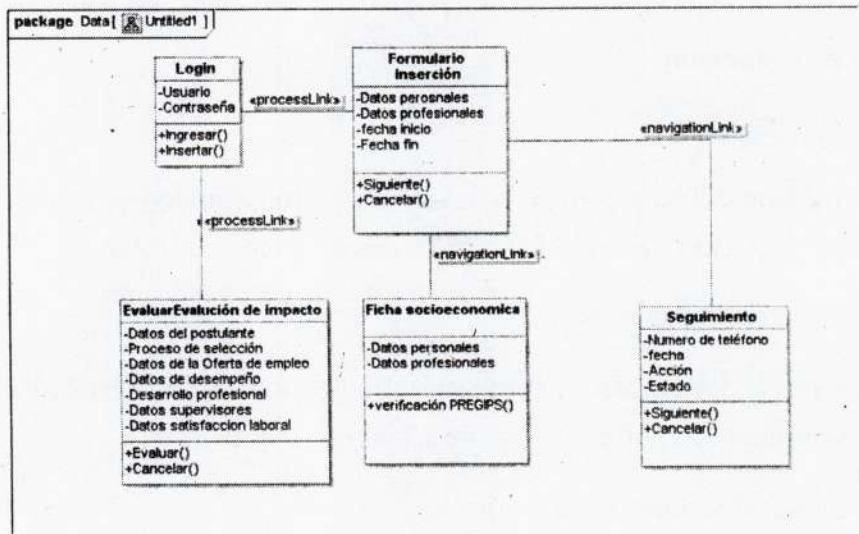 package Data[ Untitled1 ]
Login
-Usuario
-Contraseña
+Ingresar()
+Insertar()
«processLink»
Formulario
Inserción
-Datos perosnales
-Datos profesionales
-fecha inicio
-Fecha fin
+Siguiente()
+Cancelar()
«navigationLink»
«processLink»
«navigationLink»
EvaluarEvalución de impacto
-Datos del postulante
-Proceso de selección
-Datos de la Oferta de empleo
-Datos de desempeño
-Desarrollo profesional
-Datos supervisores
-Datos satisfaccion laboral
+Evaluar()
+Cancelar()
Ficha socioeconomica
-Datos personales
-Datos profesionales
+verificación PREGIPS()
Seguimiento
-Numero de teléfono
-fecha
-Acción
-Estado
+Siguiente()
+Cancelar()